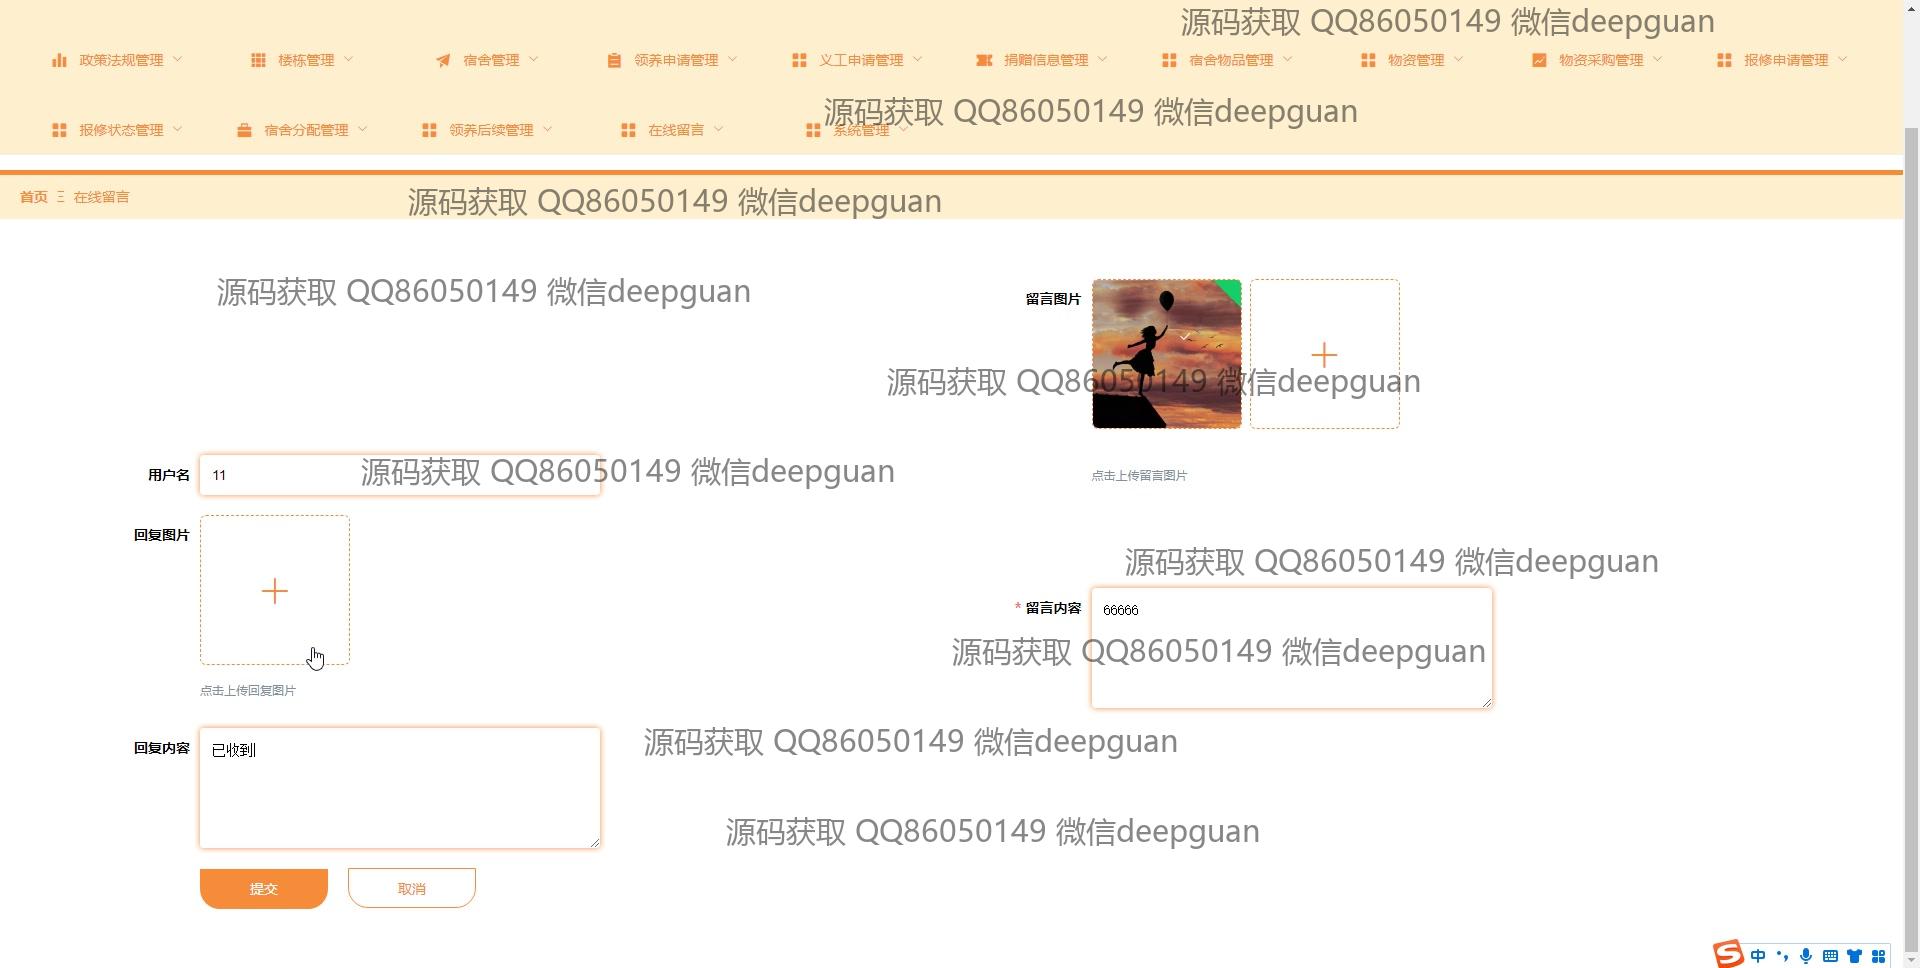 源码获取 QQ86050149 微信deepguan
政策法规管理 楼栋管理 宿舍管理 领养申请管理 义工申请管理 捐赠信息管理 宿舍物品管理 物资管理 物资采购管理 报修申请管理
源码获取 QQ86050149 微信deepguan
报修状态管理 宿舍分配管理 领养后续管理 在线留言 系统管理
首页 Ξ 在线留言
源码获取 QQ86050149 微信deepguan
源码获取 QQ86050149 微信deepguan
留言图片
源码获取 QQ86050149 微信deepguan
用户名 11
源码获取 QQ86050149 微信deepguan
点击上传留言图片
回复图片
源码获取 QQ86050149 微信deepguan
* 留言内容 66666
源码获取 QQ86050149 微信deepguan
点击上传回复图片
回复内容 已收到
源码获取 QQ86050149 微信deepguan
源码获取 QQ86050149 微信deepguan
提交 取消
中